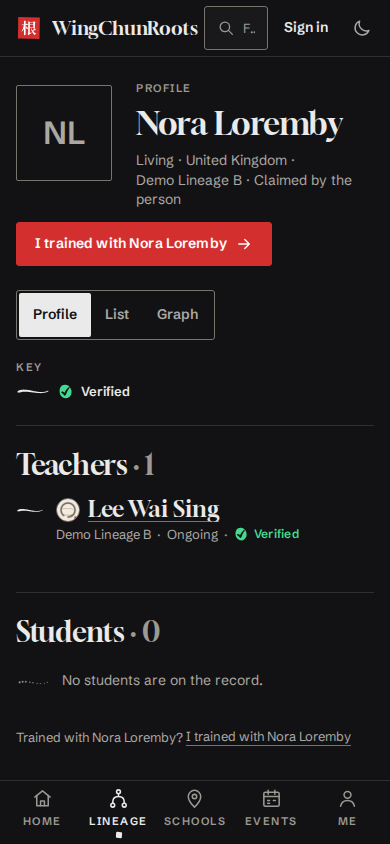 根 WingChunRoots F.. Sign in
PROFILE
NL
Nora Loremby
Living · United Kingdom ·
Demo Lineage B · Claimed by the
person
I trained with Nora Loremby →
Profile List Graph
KEY
Verified
Teachers · 1
Lee Wai Sing
Demo Lineage B · Ongoing · Verified
Students · 0
No students are on the record.
Trained with Nora Loremby? I trained with Nora Loremby
HOME LINEAGE SCHOOLS EVENTS ME